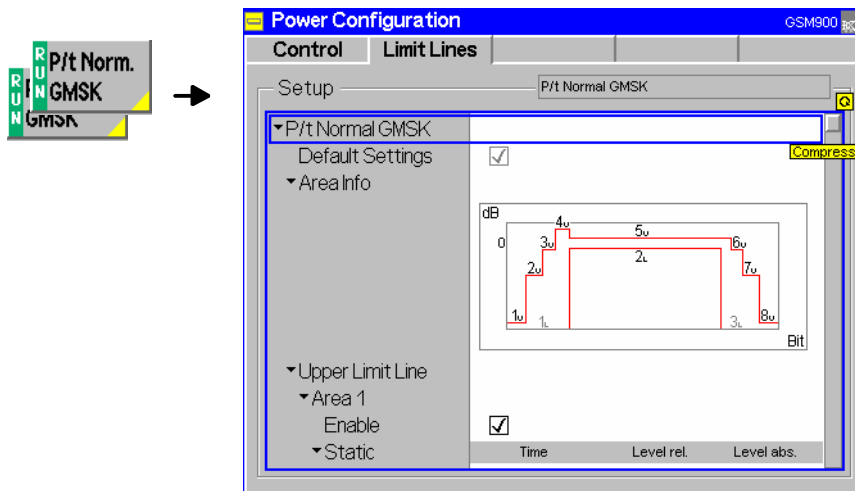 RUN
P/t Norm.
GMSK
RUN
GMSK
Power Configuration GSM900
Control Limit Lines
Setup P/t Normal GMSK
P/t Normal GMSK
Compress
Default Settings
Area Info
dB
0
1U 2U 3U 4U 5U 6U 7U 8U
1L 2L 3L
Bit
Upper Limit Line
Area 1
Enable
Static Time Level rel. Level abs.